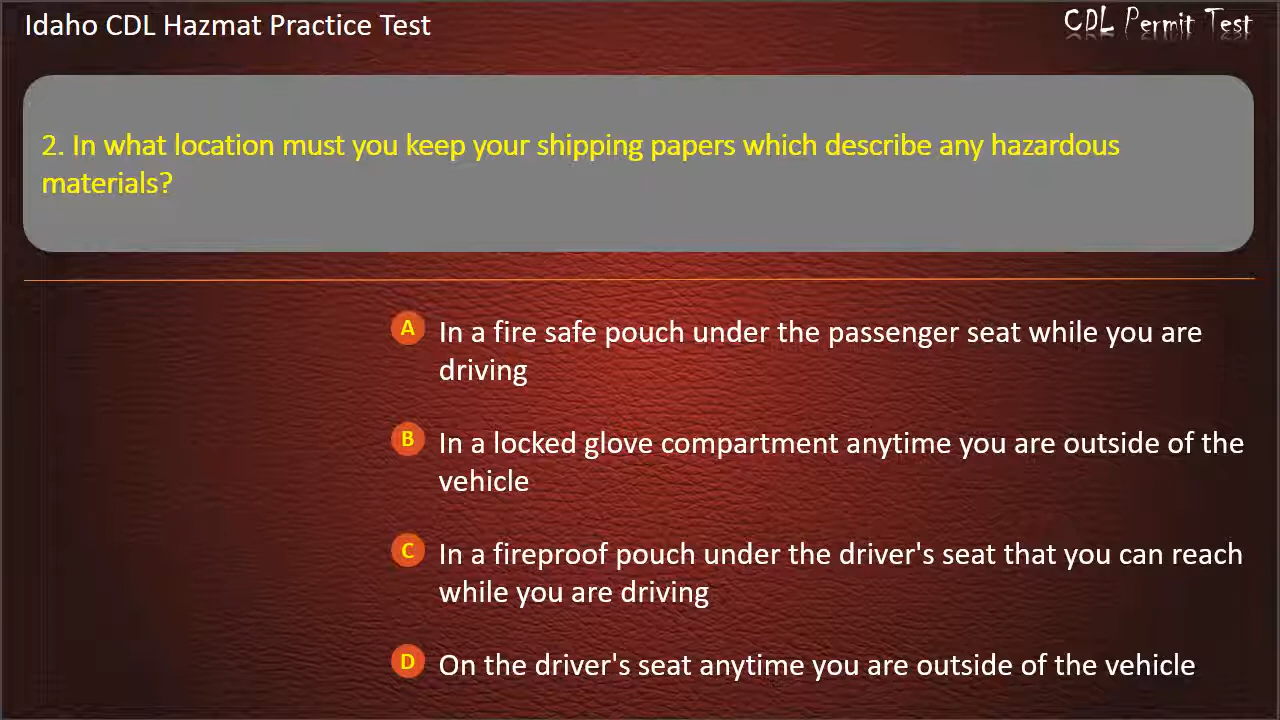 Idaho CDL Hazmat Practice Test
CDL Permit Test
2. In what location must you keep your shipping papers which describe any hazardous
materials?
A In a fire safe pouch under the passenger seat while you are
driving
B In a locked glove compartment anytime you are outside of the
vehicle
C In a fireproof pouch under the driver's seat that you can reach
while you are driving
D On the driver's seat anytime you are outside of the vehicle